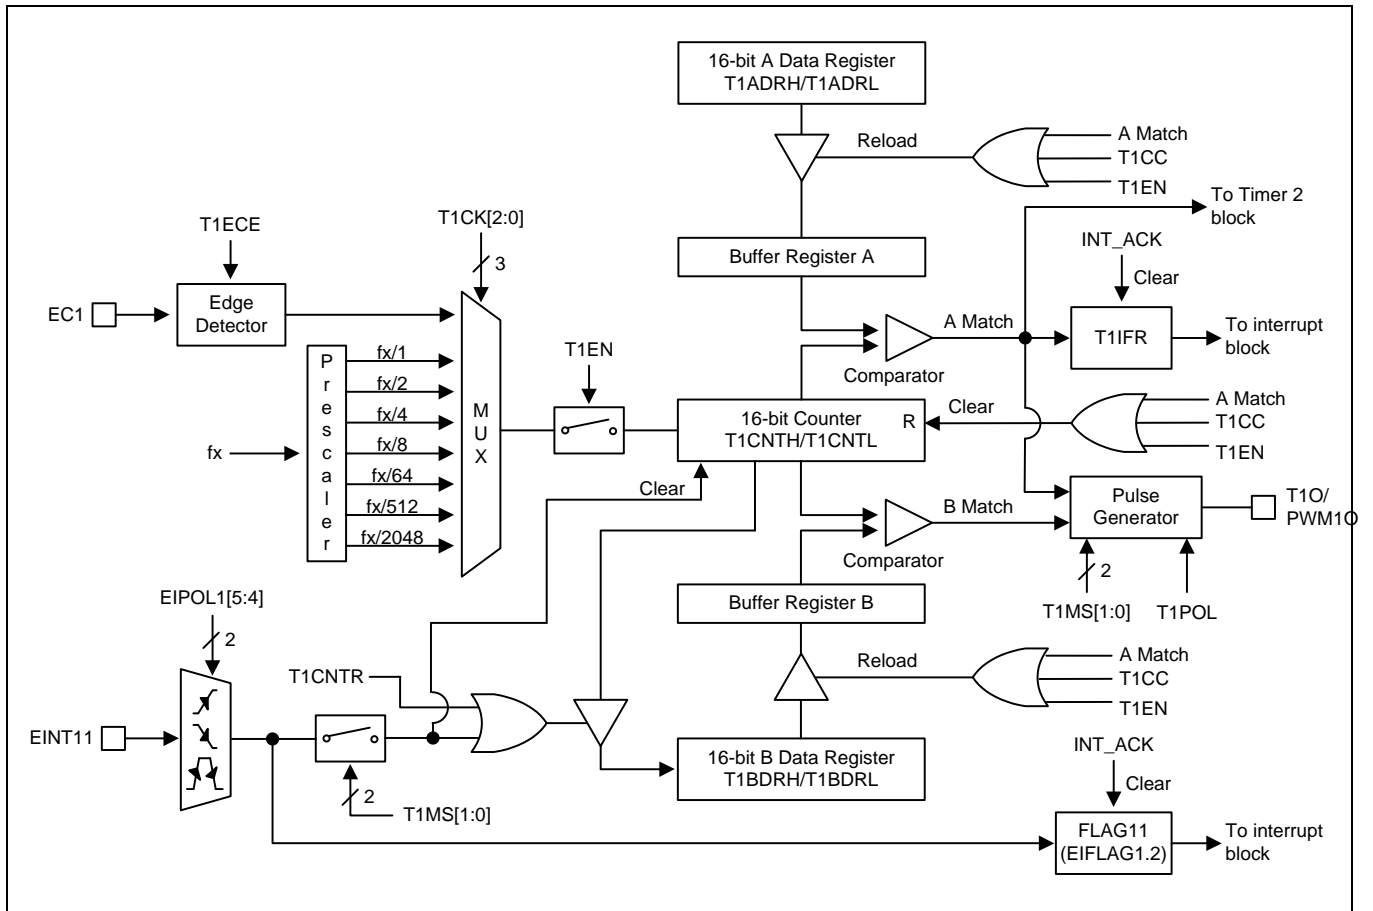 16-bit A Data Register
T1ADRH/T1ADRL
Reload
A Match
T1CC
T1EN
To Timer 2
block
T1ECE
T1CK[2:0]
3
INT_ACK
Clear
Buffer Register A
EC1
Edge
Detector
A Match
T1IFR
To interrupt
block
Comparator
Prescaler
fx/1
fx/2
fx/4
fx/8
fx/64
fx/512
fx/2048
fx
MUX
T1EN
16-bit Counter
T1CNTH/T1CNTL
R
Clear
A Match
T1CC
T1EN
Clear
B Match
Pulse
Generator
T1O/
PWM1O
Comparator
2
T1MS[1:0]
T1POL
Buffer Register B
EIPOL1[5:4]
2
Reload
A Match
T1CC
T1EN
T1CNTR
EINT11
2
T1MS[1:0]
16-bit B Data Register
T1BDRH/T1BDRL
INT_ACK
Clear
FLAG11
(EIFLAG1.2)
To interrupt
block